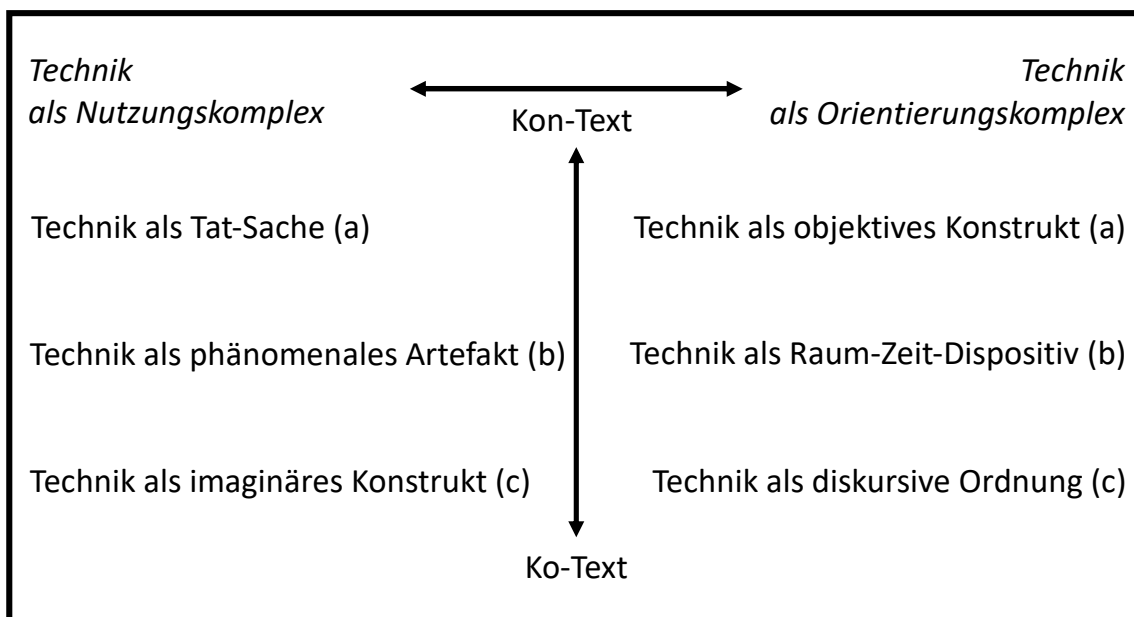 Technik
als Nutzungskomplex
Kon-Text
Technik
als Orientierungskomplex
Technik als Tat-Sache (a)
Technik als objektives Konstrukt (a)
Technik als phänomenales Artefakt (b)
Technik als Raum-Zeit-Dispositiv (b)
Technik als imaginäres Konstrukt (c)
Technik als diskursive Ordnung (c)
Ko-Text